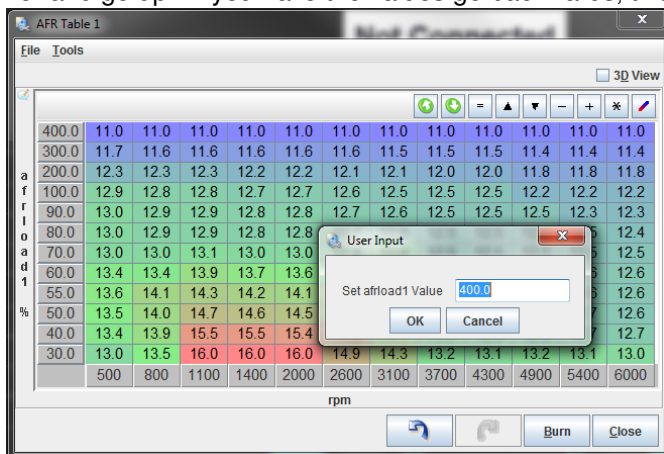 AFR Table 1
File Tools
3D View
= - + *
400.0 11.0 11.0 11.0 11.0 11.0 11.0 11.0 11.0 11.0 11.0 11.0 11.0
300.0 11.7 11.6 11.6 11.6 11.6 11.6 11.5 11.5 11.5 11.4 11.4 11.4
200.0 12.3 12.3 12.3 12.2 12.2 12.1 12.1 12.0 12.0 11.8 11.8 11.8
100.0 12.9 12.8 12.8 12.7 12.7 12.6 12.5 12.5 12.5 12.2 12.2 12.2
90.0 13.0 12.9 12.9 12.8 12.8 12.7 12.6 12.5 12.5 12.5 12.3 12.3
80.0 13.0 12.9 12.9 12.8 12.8 12.4
70.0 13.0 13.0 13.1 13.0 13.0 12.5
60.0 13.4 13.4 13.9 13.7 13.6 12.6
55.0 13.6 14.1 14.3 14.2 14.1 12.6
50.0 13.5 14.0 14.7 14.6 14.5 12.6
40.0 13.4 13.9 15.5 15.5 15.4 12.7
30.0 13.0 13.5 16.0 16.0 16.0 14.9 14.3 13.2 13.1 13.2 13.1 13.0
500 800 1100 1400 2000 2600 3100 3700 4300 4900 5400 6000
rpm
afrload1 %
User Input
Set afrload1 Value 400.0
OK Cancel
Burn Close